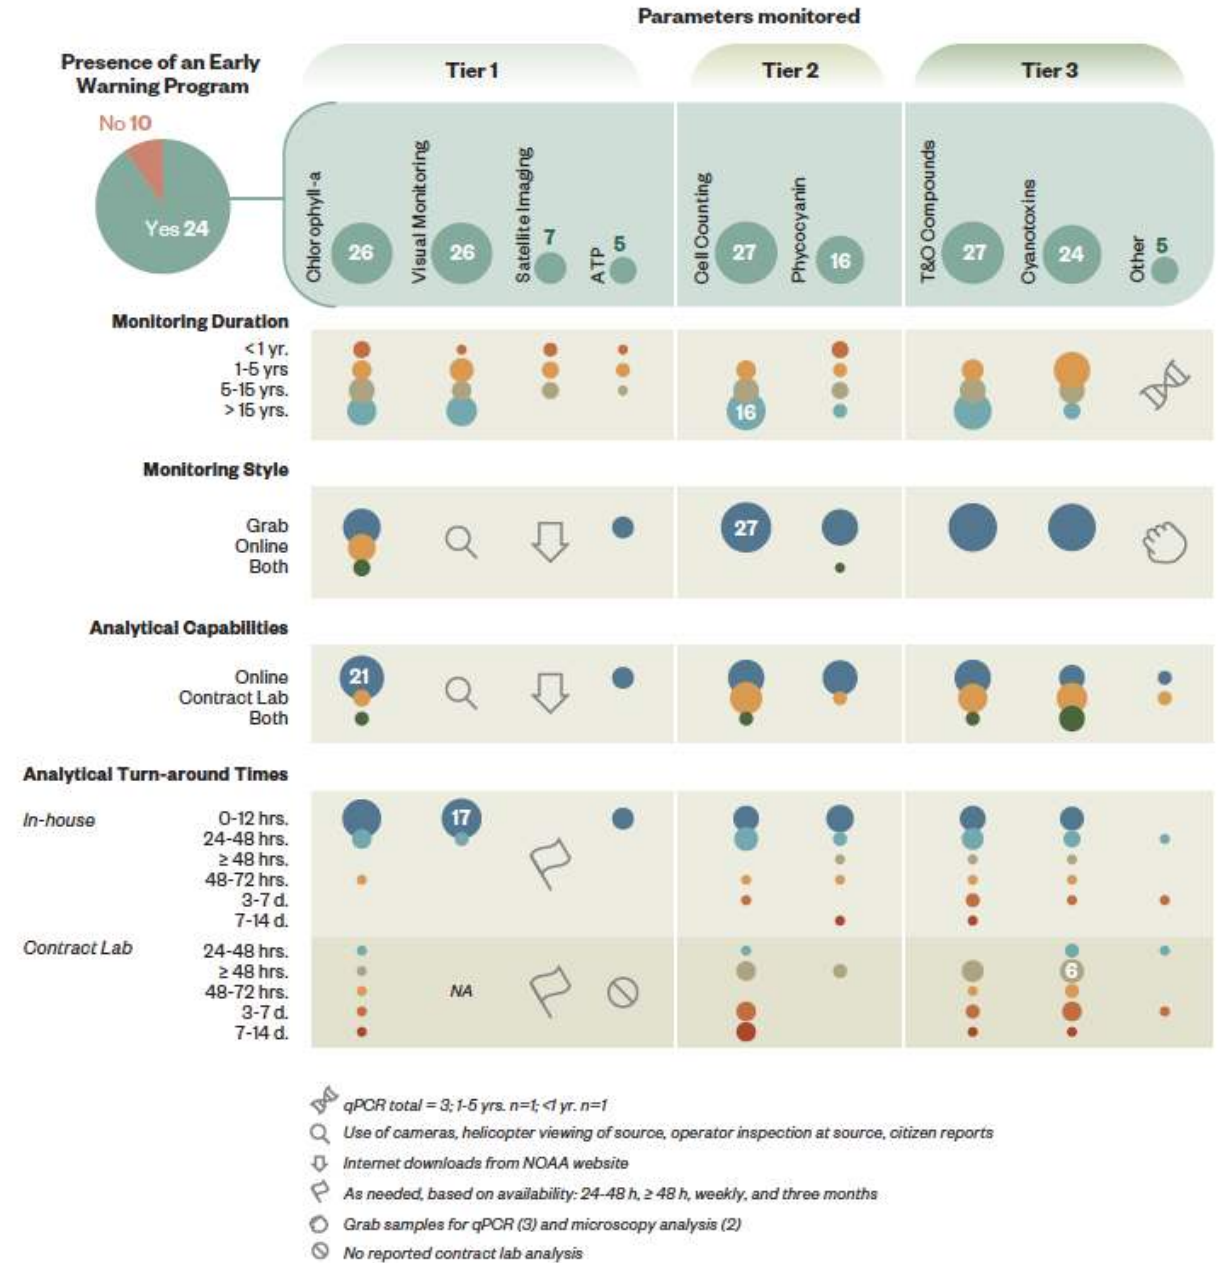 Parameters monitored
Presence of an Early
Warning Program
Tier 1
Tier 2
Tier 3
No 10
Yes 24
Chlorophyll-a
26
Visual Monitoring
26
Satellite Imaging
7
ATP
5
Cell Counting
27
Phycocyanin
16
T&O Compounds
27
Cyanotoxins
24
Other
5
Monitoring Duration
<1 yr.
1-5 yrs
5-15 yrs.
> 15 yrs.
16
Monitoring Style
Grab
27
Online
Both
Analytical Capabilities
Online
21
Contract Lab
Both
Analytical Turn-around Times
In-house
0-12 hrs.
17
24-48 hrs.
≥ 48 hrs.
48-72 hrs.
3-7 d.
7-14 d.
Contract Lab
24-48 hrs.
≥ 48 hrs.
6
48-72 hrs.
NA
3-7 d.
7-14 d.
qPCR total = 3; 1-5 yrs. n=1; <1 yr. n=1
Use of cameras, helicopter viewing of source, operator inspection at source, citizen reports
Internet downloads from NOAA website
As needed, based on availability: 24-48 h, ≥ 48 h, weekly, and three months
Grab samples for qPCR (3) and microscopy analysis (2)
No reported contract lab analysis